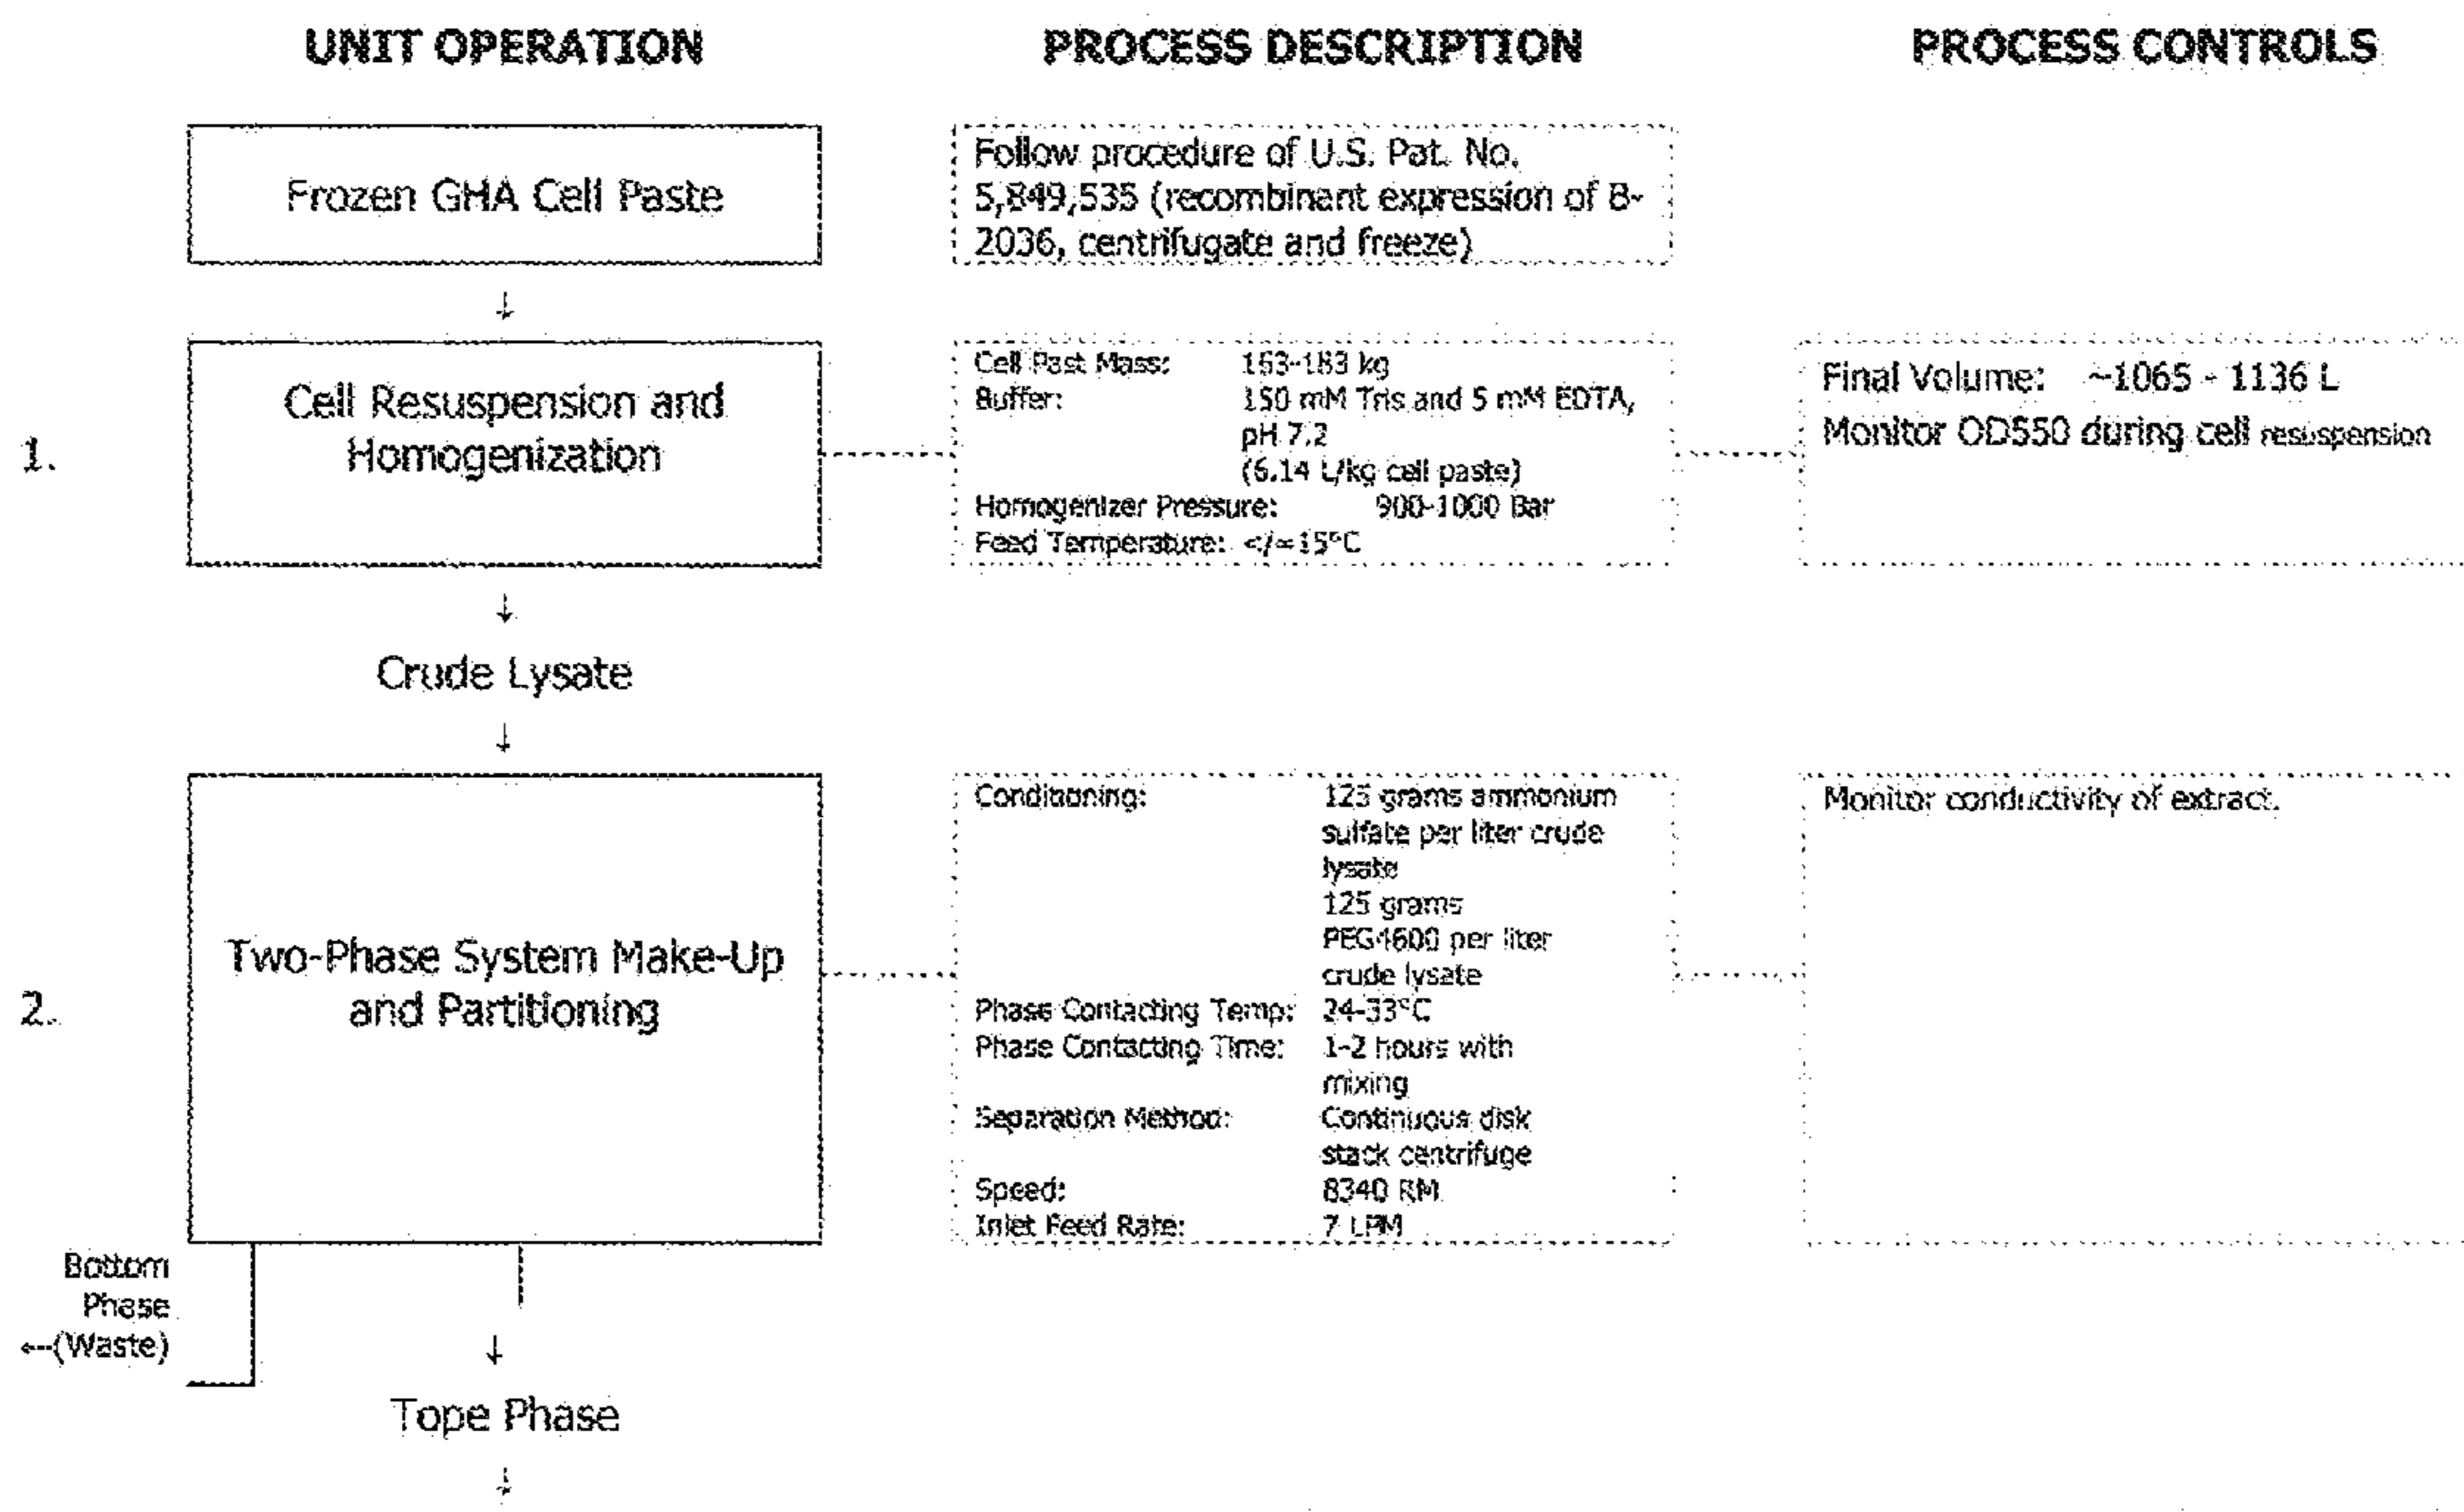 UNIT OPERATION
PROCESS DESCRIPTION
PROCESS CONTROLS
Frozen GHA Cell Paste
Follow procedure of U.S. Pat. No.
5,849,535 (recombinant expression of B-
2036, centrifugate and freeze)
↓
1.
Cell Resuspension and
Homogenization
Cell Past Mass: 163-183 kg
Buffer: 150 mM Tris and 5 mM EDTA,
pH 7.2
(6.14 L/kg cell paste)
Homogenizer Pressure: 900-1000 Bar
Feed Temperature: </=15°C
Final Volume: ~1065 - 1136 L
Monitor OD550 during cell resuspension
↓
Crude Lysate
↓
2.
Two-Phase System Make-Up
and Partitioning
Conditioning: 125 grams ammonium
sulfate per liter crude
lysate
125 grams
PEG4600 per liter
crude lysate
Phase Contacting Temp: 24-33°C
Phase Contacting Time: 1-2 hours with
mixing
Separation Method: Continuous disk
stack centrifuge
Speed: 8340 RM
Inlet Feed Rate: 7 LPM
Monitor conductivity of extract.
Bottom
Phase
←--(Waste)
↓
Tope Phase
↓